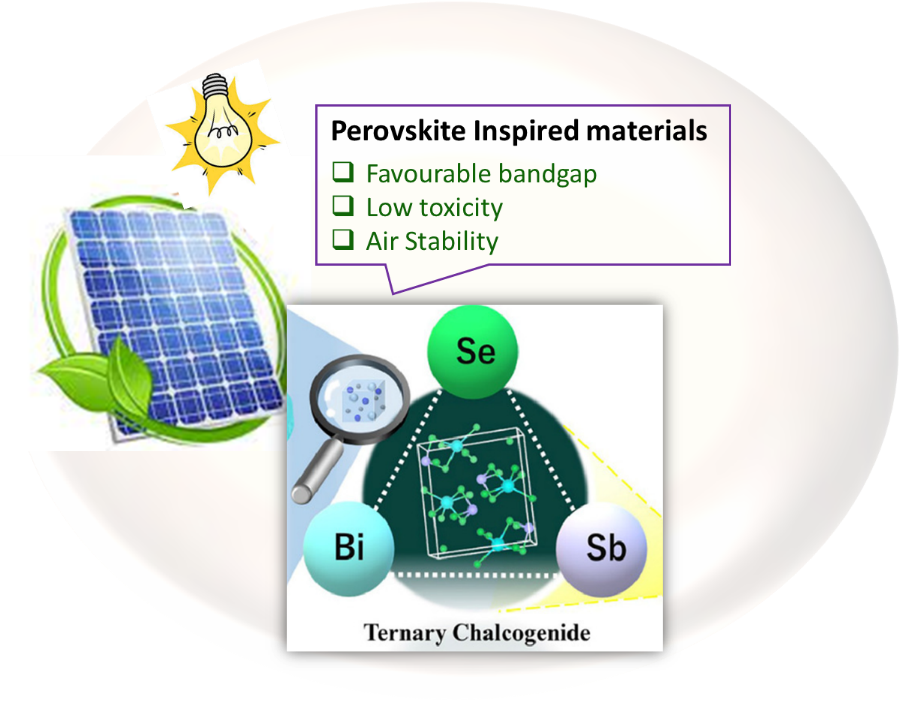 Perovskite Inspired materials
Favourable bandgap
Low toxicity
Air Stability
Se
Bi
Sb
Ternary Chalcogenide